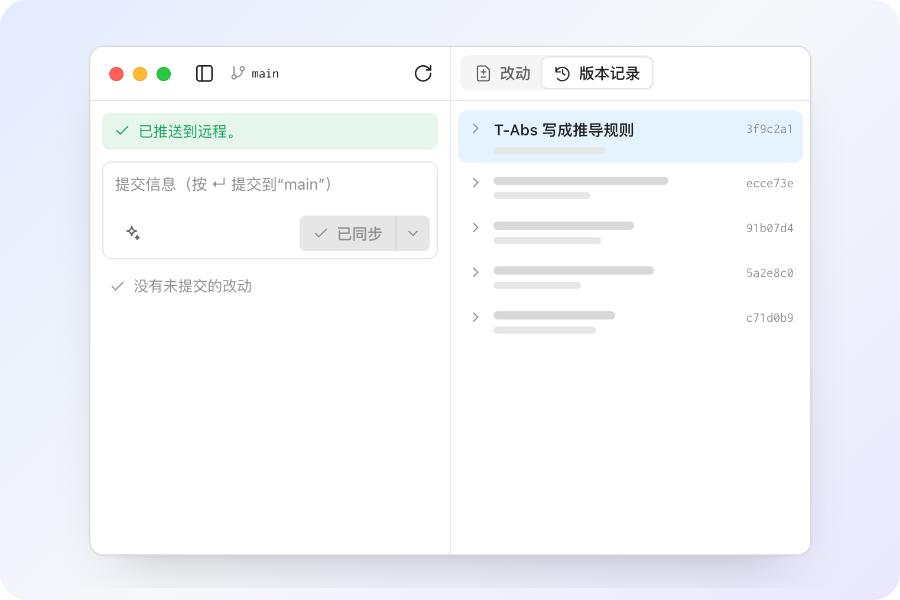 main
已推送到远程。
提交信息（按 ↵ 提交到“main”）
已同步
没有未提交的改动
改动
版本记录
T-Abs 写成推导规则
3f9c2a1
ecce73e
91b07d4
5a2e8c0
c71d0b9